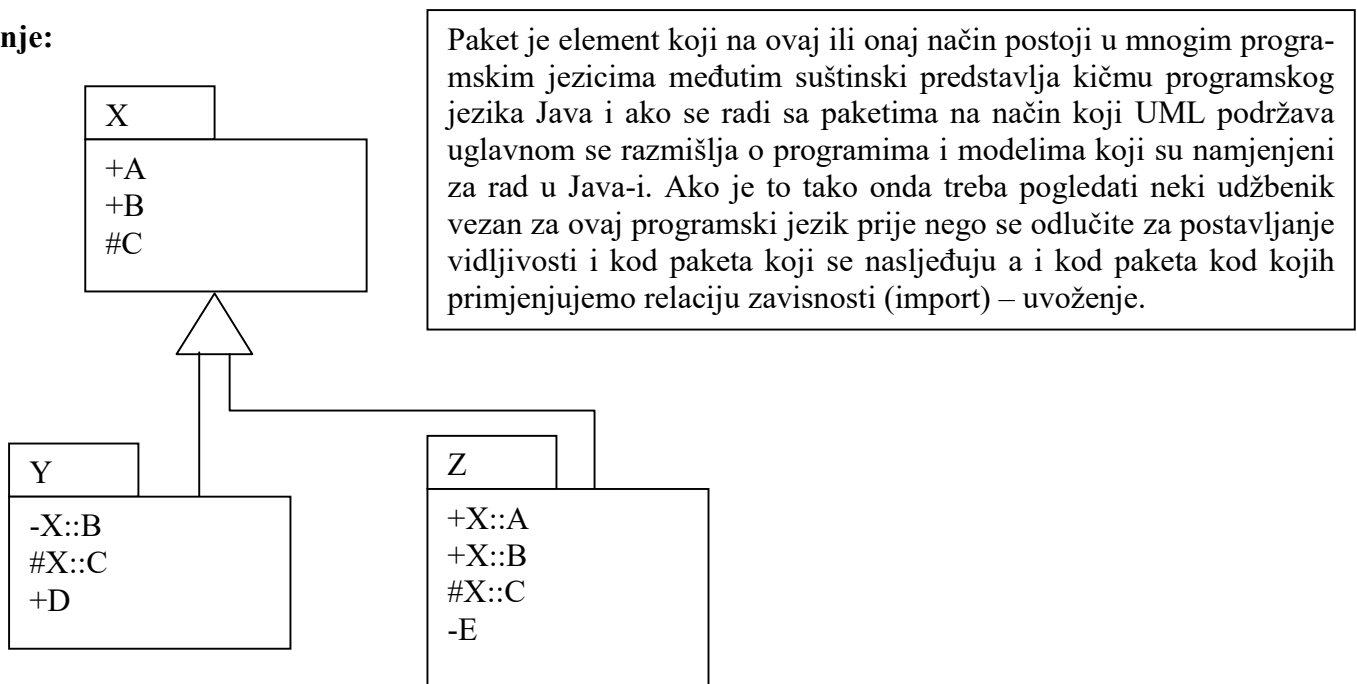 nje:
Paket je element koji na ovaj ili onaj način postoji u mnogim progra-
mskim jezicima međutim suštinski predstavlja kičmu programskog
jezika Java i ako se radi sa paketima na način koji UML podržava
uglavnom se razmišlja o programima i modelima koji su namjenjeni
za rad u Java-i. Ako je to tako onda treba pogledati neki udžbenik
vezan za ovaj programski jezik prije nego se odlučite za postavljanje
vidljivosti i kod paketa koji se nasljeđuju a i kod paketa kod kojih
primjenjujemo relaciju zavisnosti (import) – uvoženje.
X
+A
+B
#C
Y
-X::B
#X::C
+D
Z
+X::A
+X::B
#X::C
-E